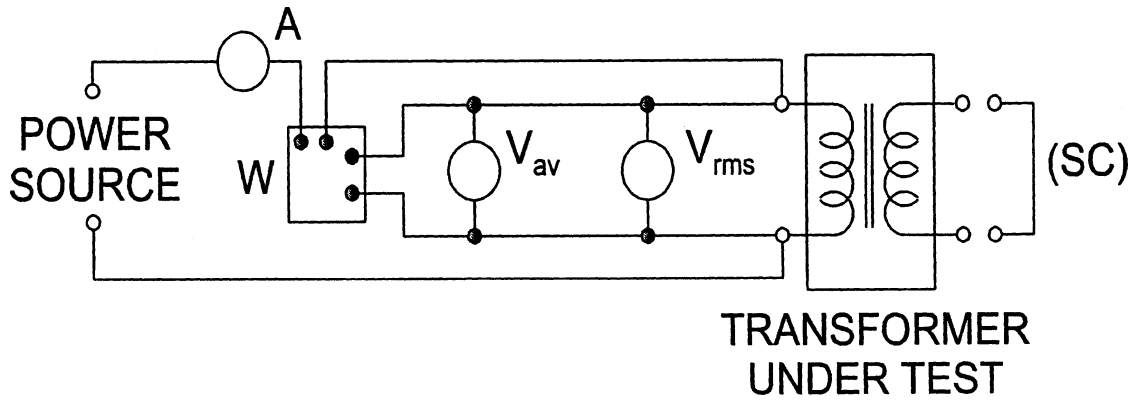 A
POWER
SOURCE
W
Vav
Vrms
(SC)
TRANSFORMER
UNDER TEST